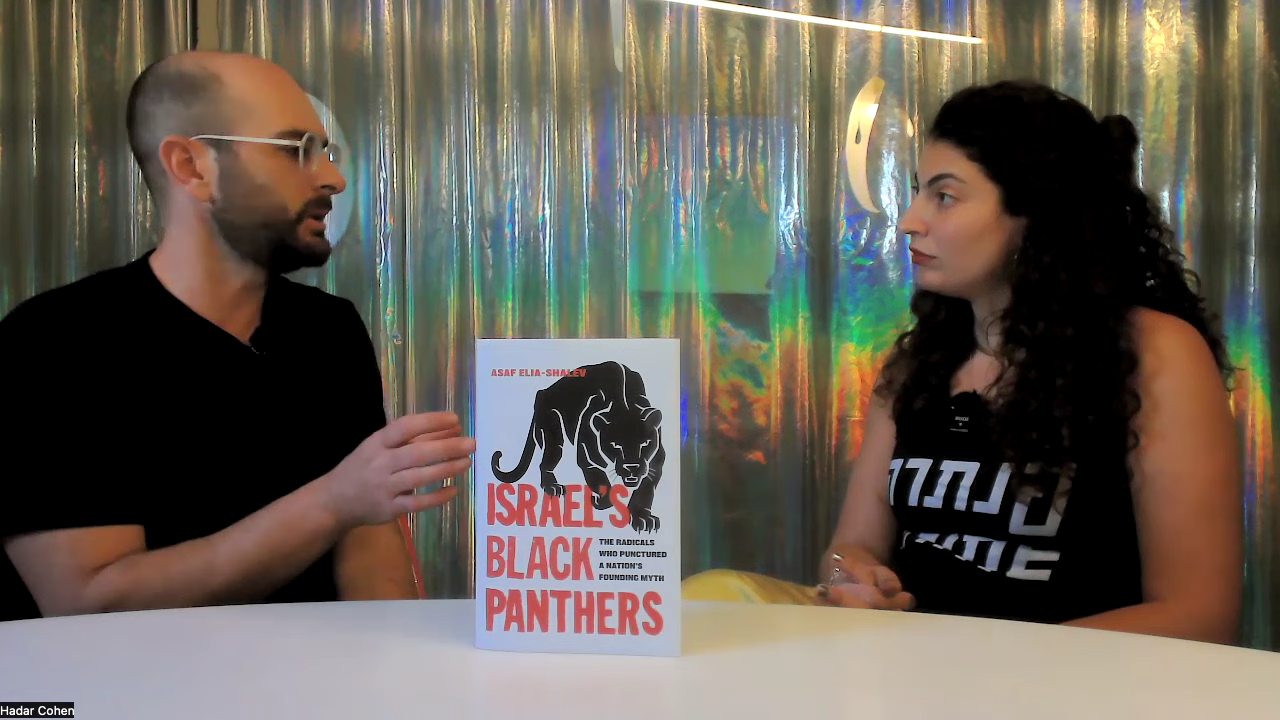 ASAF ELIA-SHALEV
ISRAEL'S
BLACK
PANTHERS
THE RADICALS
WHO PUNCTURED
A NATION'S
FOUNDING MYTH
Hadar Cohen